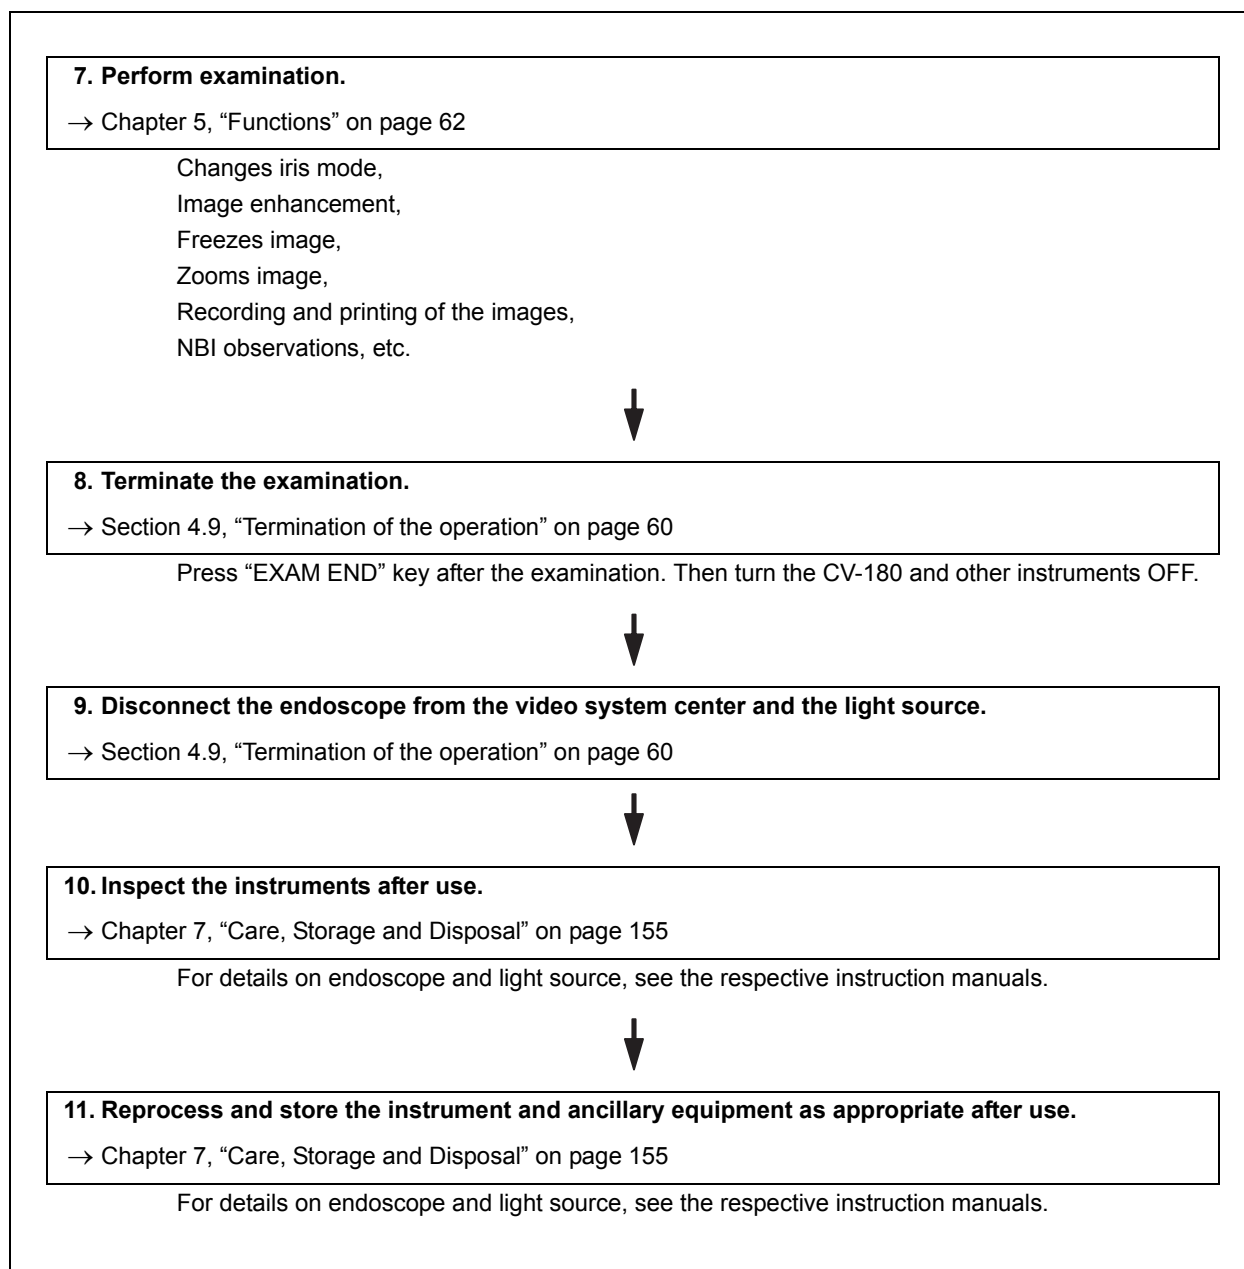 7. Perform examination.
→ Chapter 5, “Functions” on page 62
Changes iris mode,
Image enhancement,
Freezes image,
Zooms image,
Recording and printing of the images,
NBI observations, etc.
8. Terminate the examination.
→ Section 4.9, “Termination of the operation” on page 60
Press “EXAM END” key after the examination. Then turn the CV-180 and other instruments OFF.
9. Disconnect the endoscope from the video system center and the light source.
→ Section 4.9, “Termination of the operation” on page 60
10. Inspect the instruments after use.
→ Chapter 7, “Care, Storage and Disposal” on page 155
For details on endoscope and light source, see the respective instruction manuals.
11. Reprocess and store the instrument and ancillary equipment as appropriate after use.
→ Chapter 7, “Care, Storage and Disposal” on page 155
For details on endoscope and light source, see the respective instruction manuals.